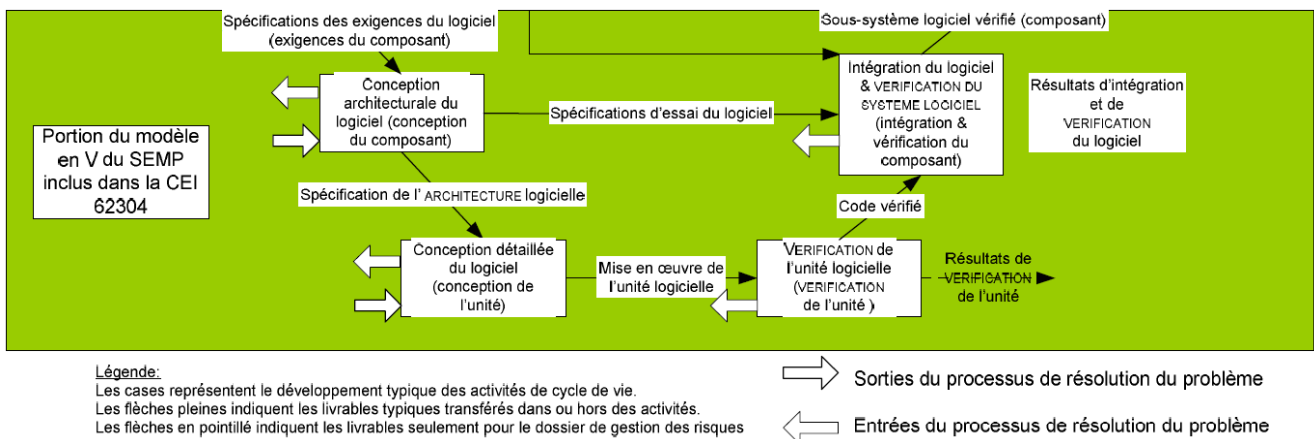 Spécifications des exigences du logiciel
(exigences du composant)
Sous-système logiciel vérifié (composant)
Conception
architecturale du
logiciel (conception
du composant)
Spécifications d'essai du logiciel
Intégration du logiciel
& VERIFICATION DU
SYSTEME LOGICIEL
(intégration &
vérification du
composant)
Résultats d'intégration
et de
VERIFICATION
du logiciel
Portion du modèle
en V du SEMP
inclus dans la CEI
62304
Spécification de l' ARCHITECTURE logicielle
Code vérifié
Conception détaillée
du logiciel
(conception de
l'unité)
Mise en œuvre de
l'unité logicielle
VERIFICATION de
l'unité logicielle
(VERIFICATION
de l'unité )
Résultats de
VERIFICATION
de l'unité
Légende:
Les cases représentent le développement typique des activités de cycle de vie.
Les flèches pleines indiquent les livrables typiques transférés dans ou hors des activités.
Les flèches en pointillé indiquent les livrables seulement pour le dossier de gestion des risques
Sorties du processus de résolution du problème
Entrées du processus de résolution du problème